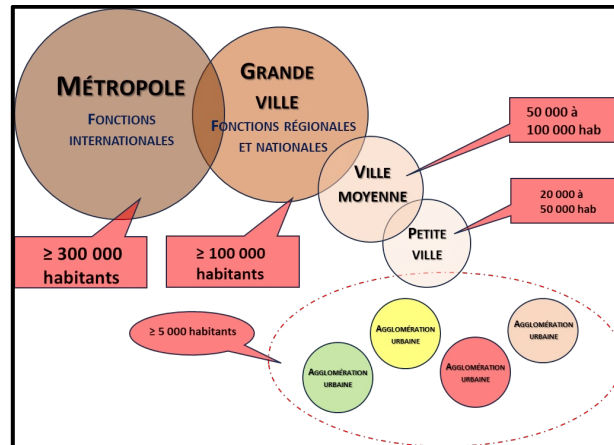 MÉTROPOLE
FONCTIONS
INTERNATIONALES
GRANDE
VILLE
FONCTIONS RÉGIONALES
ET NATIONALES
50 000 à
100 000 hab
VILLE
MOYENNE
20 000 à
50 000 hab
PETITE
VILLE
≥ 300 000
habitants
≥ 100 000
habitants
≥ 5 000 habitants
AGGLOMÉRATION
URBAINE
AGGLOMÉRATION
URBAINE
AGGLOMÉRATION
URBAINE
AGGLOMÉRATION
URBAINE